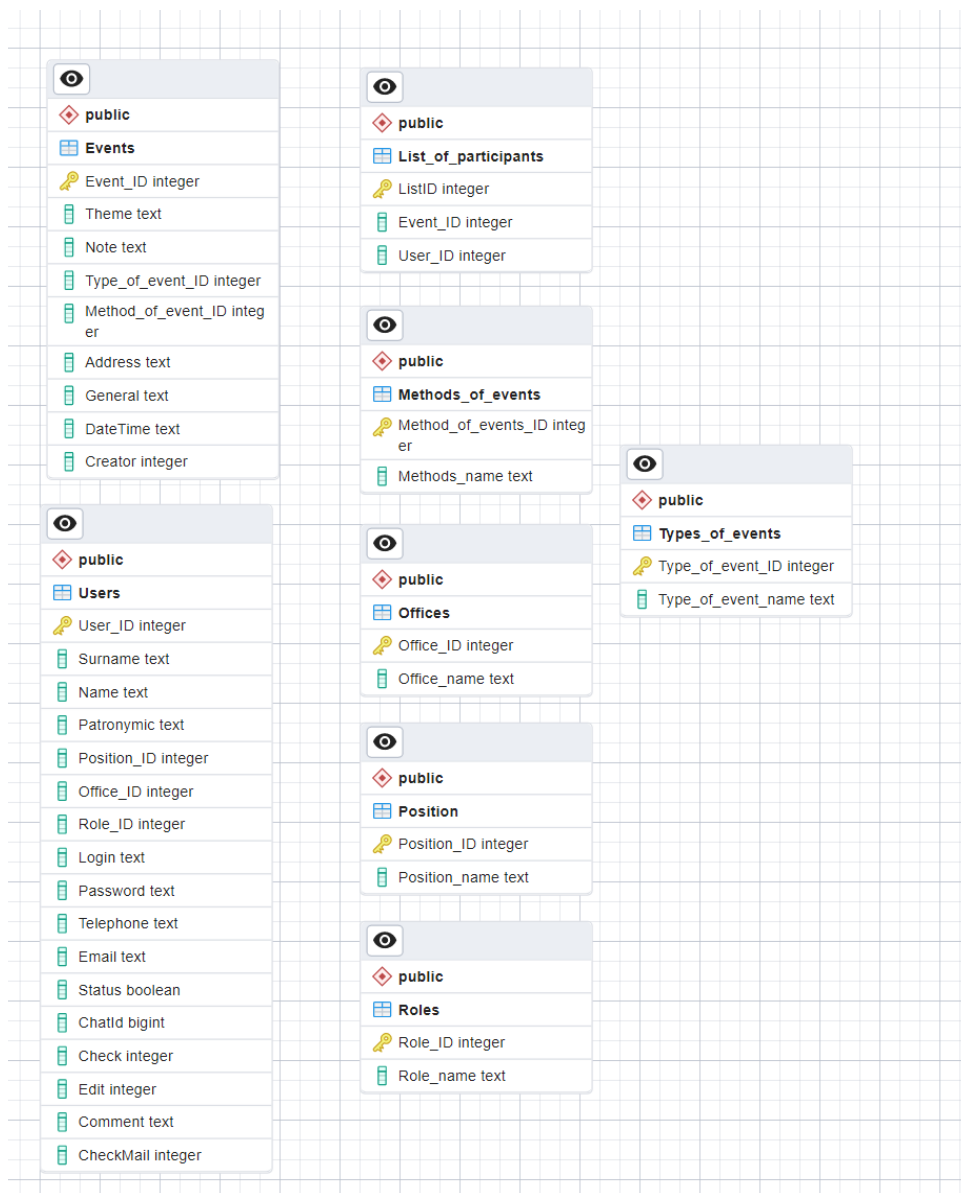 public
Events
Event_ID integer
Theme text
Note text
Type_of_event_ID integer
Method_of_event_ID integ
er
Address text
General text
DateTime text
Creator integer
public
Users
User_ID integer
Surname text
Name text
Patronymic text
Position_ID integer
Office_ID integer
Role_ID integer
Login text
Password text
Telephone text
Email text
Status boolean
ChatId bigint
Check integer
Edit integer
Comment text
CheckMail integer
public
List_of_participants
ListID integer
Event_ID integer
User_ID integer
public
Methods_of_events
Method_of_events_ID integ
er
Methods_name text
public
Offices
Office_ID integer
Office_name text
public
Position
Position_ID integer
Position_name text
public
Roles
Role_ID integer
Role_name text
public
Types_of_events
Type_of_event_ID integer
Type_of_event_name text